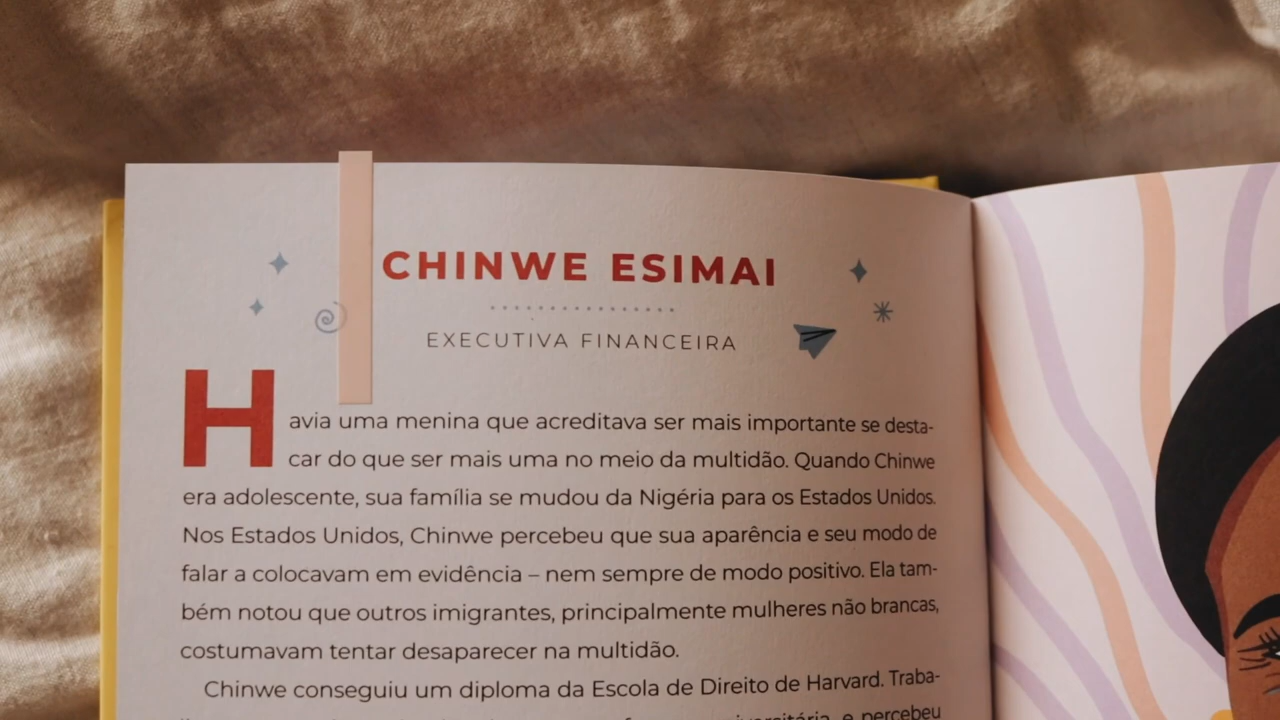 CHINWE ESIMAI
EXECUTIVA FINANCEIRA
Havia uma menina que acreditava ser mais importante se desta-
car do que ser mais uma no meio da multidão. Quando Chinwe
era adolescente, sua família se mudou da Nigéria para os Estados Unidos.
Nos Estados Unidos, Chinwe percebeu que sua aparência e seu modo de
falar a colocavam em evidência – nem sempre de modo positivo. Ela tam-
bém notou que outros imigrantes, principalmente mulheres não brancas,
costumavam tentar desaparecer na multidão.
Chinwe conseguiu um diploma da Escola de Direito de Harvard. Traba-
e percebeu